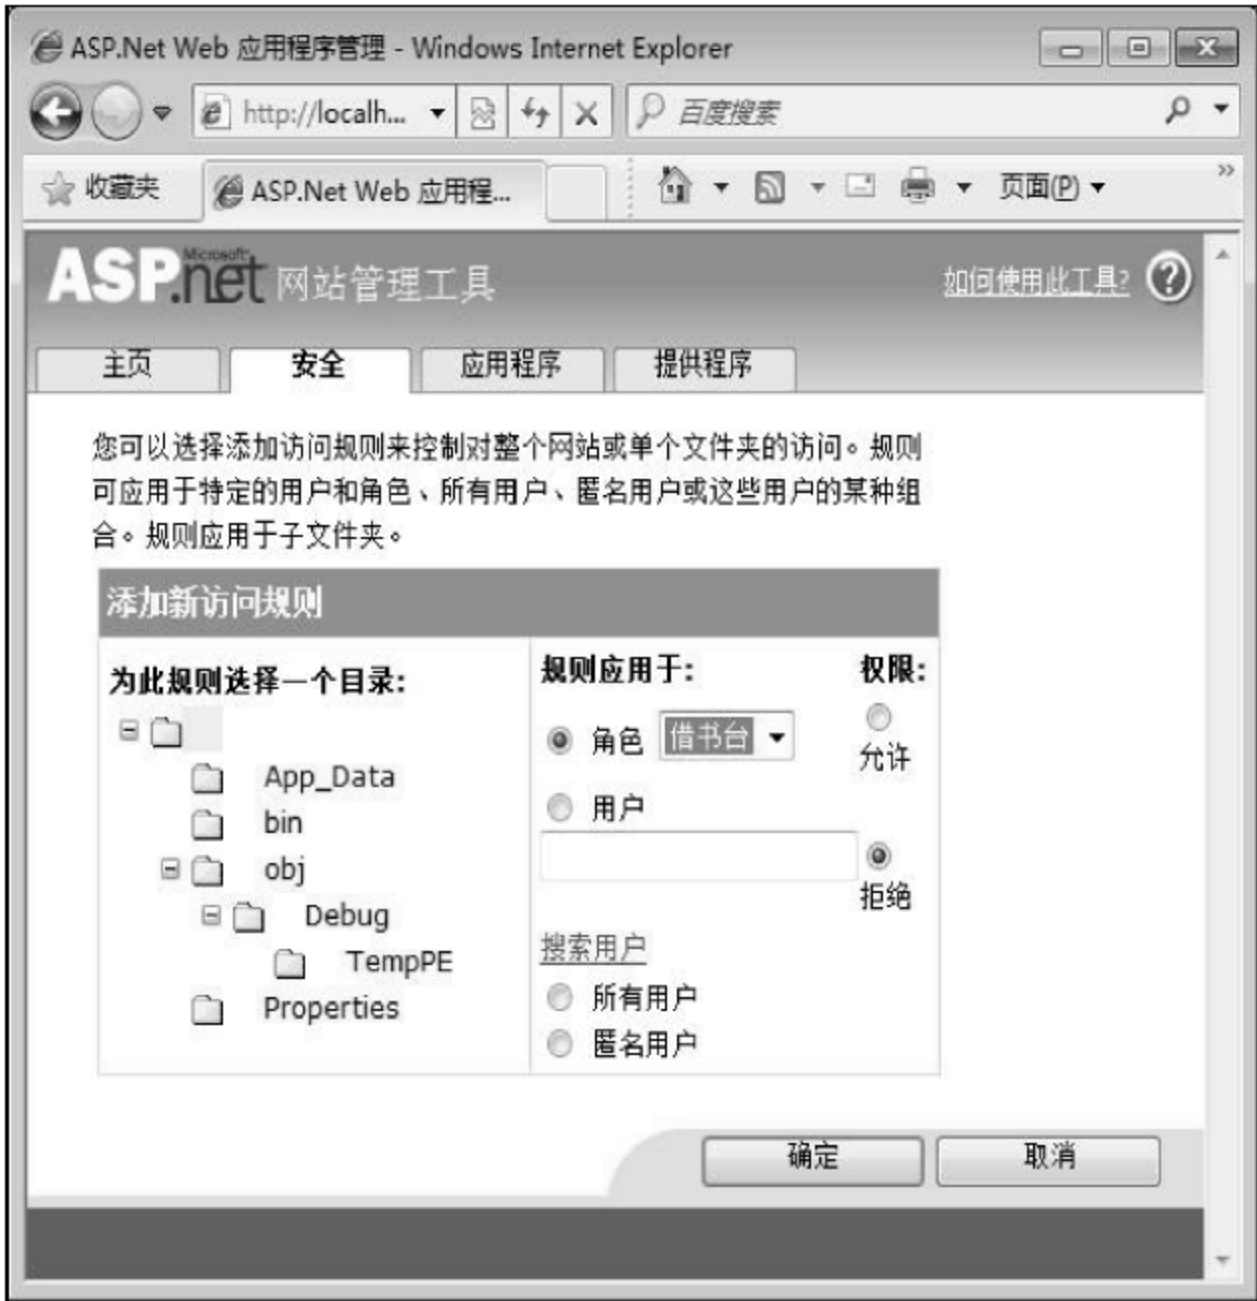 ASP.Net Web 应用程序管理 - Windows Internet Explorer
http://localh... 百度搜索
收藏夹 ASP.Net Web 应用程... 页面(P) »
Microsoft
ASP.net 网站管理工具 如何使用此工具? ?
主页 安全 应用程序 提供程序
您可以选择添加访问规则来控制对整个网站或单个文件夹的访问。规则
可应用于特定的用户和角色、所有用户、匿名用户或这些用户的某种组
合。规则应用于子文件夹。
添加新访问规则
为此规则选择一个目录:
App_Data
bin
obj
Debug
TempPE
Properties
规则应用于:
角色 借书台
用户
搜索用户
所有用户
匿名用户
权限:
允许
拒绝
确定 取消